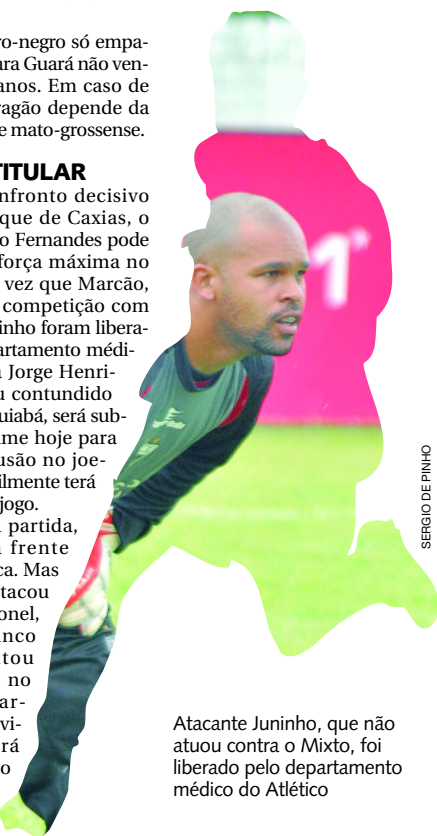 ro-negro só empa-
ara Guará não ven-
anos. Em caso de
ragão depende da
e mato-grossense.
TITULAR
nfronto decisivo
que de Caxias, o
o Fernandes pode
força máxima no
vez que Marcão,
competição com
inho foram libera-
artamento médi-
Jorge Henri-
u contundido
uiabá, será sub-
ame hoje para
usão no joe-
ilmente terá
jogo.
partida,
frente
ca. Mas
tacou
onel,
nco
tou
no
ar-
vi-
rá
o
1
SERGIO DE PINHO
Atacante Juninho, que não
atuou contra o Mixto, foi
liberado pelo departamento
médico do Atlético